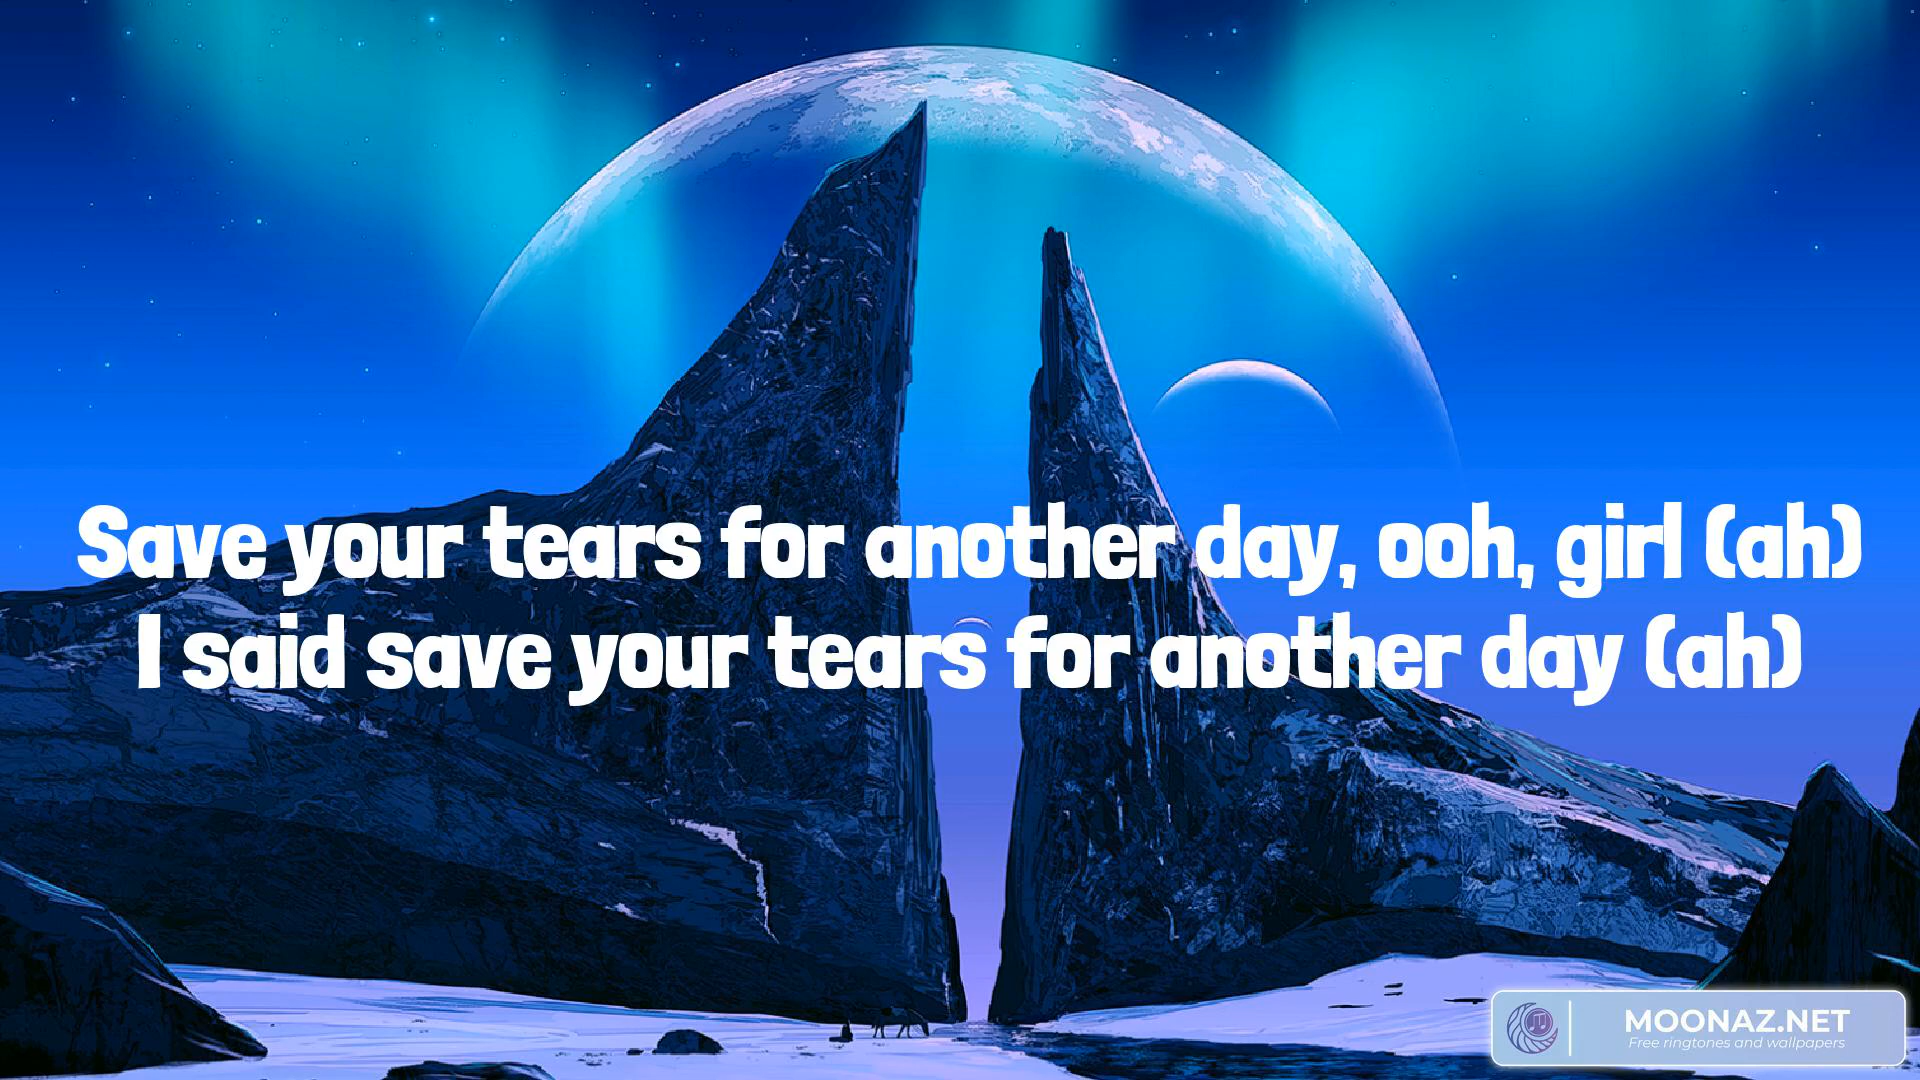 Save your tears for another day, ooh, girl (ah)
I said save your tears for another day (ah)
MOONAZ.NET
Free ringtones and wallpapers